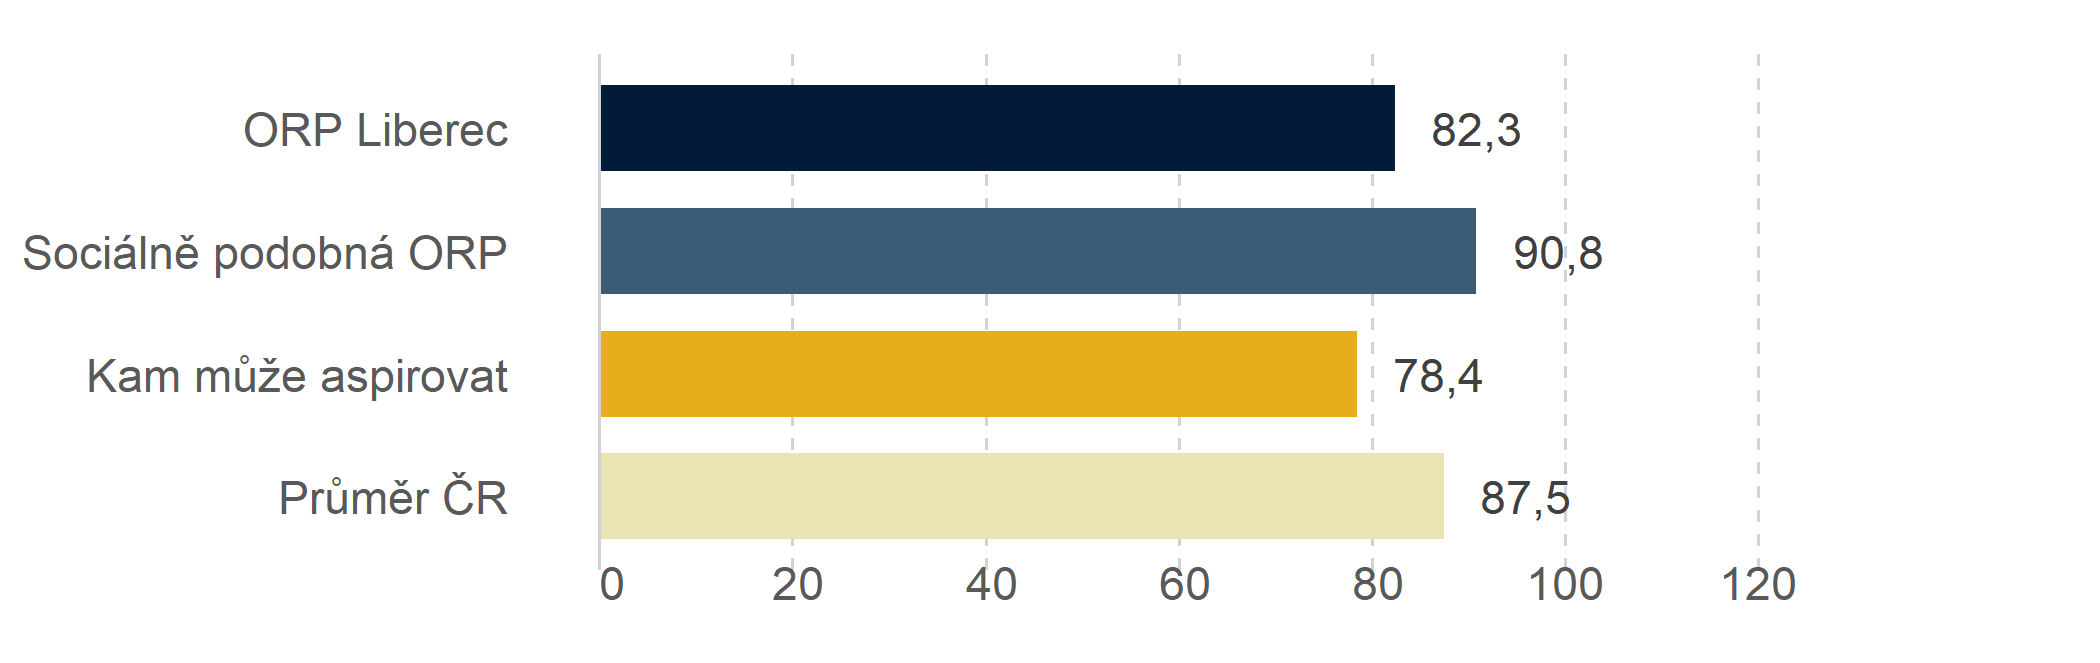 ORP Liberec 82,3
Sociálně podobná ORP 90,8
Kam může aspirovat 78,4
Průměr ČR 87,5
0 20 40 60 80 100 120